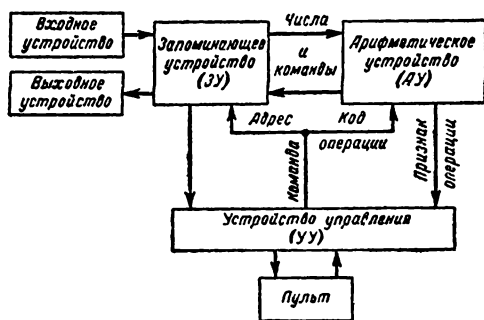 Входное
устройство
Выходное
устройство
Запоминающее
устройство
(ЗУ)
Числа
и
команды
Арифметическое
устройство
(АУ)
Адрес
Код
операции
команда
Признак
операции
Устройство управления
(УУ)
Пульт